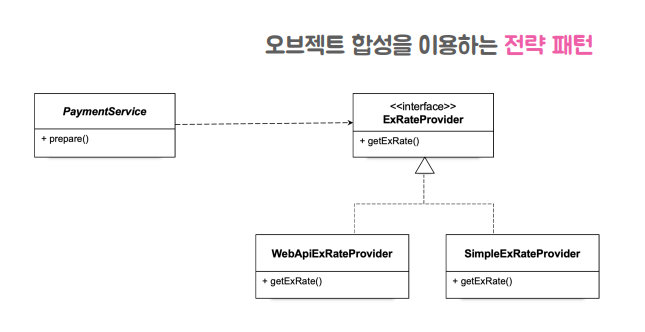 오브젝트 합성을 이용하는 전략 패턴
PaymentService
+ prepare()
<<interface>>
ExRateProvider
+ getExRate()
WebApiExRateProvider
+ getExRate()
SimpleExRateProvider
+ getExRate()